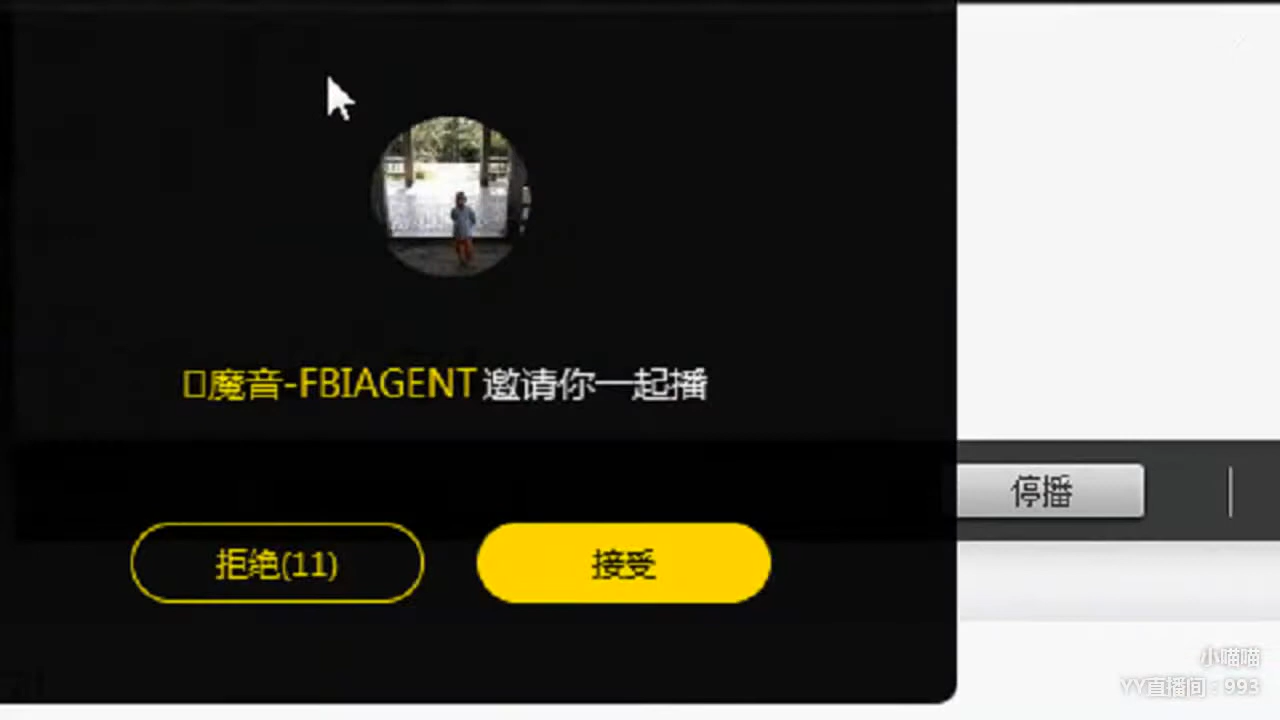 魔音-FBIAGENT 邀请你一起播
停播
拒绝(11)
接受
小喵喵
YY直播间：993